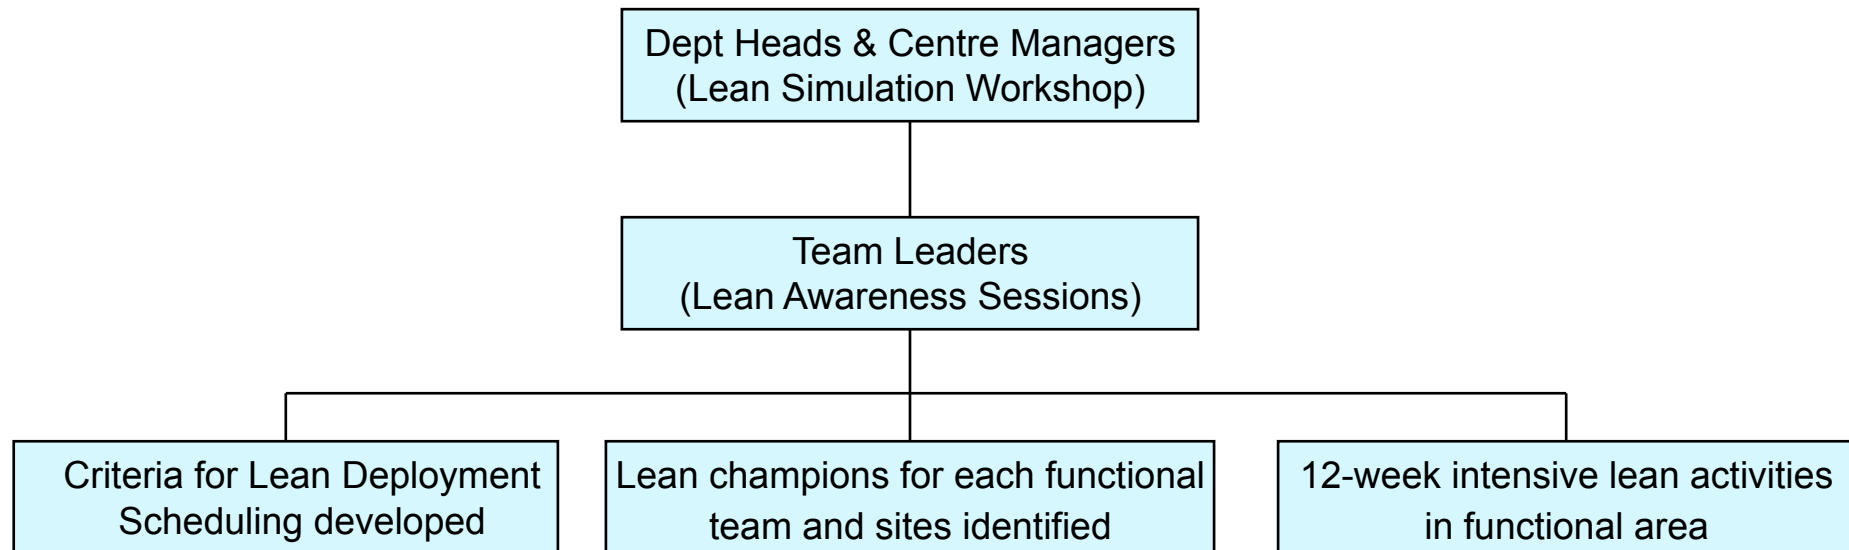 Dept Heads & Centre Managers
(Lean Simulation Workshop)
Team Leaders
(Lean Awareness Sessions)
Criteria for Lean Deployment
Scheduling developed
Lean champions for each functional
team and sites identified
12-week intensive lean activities
in functional area